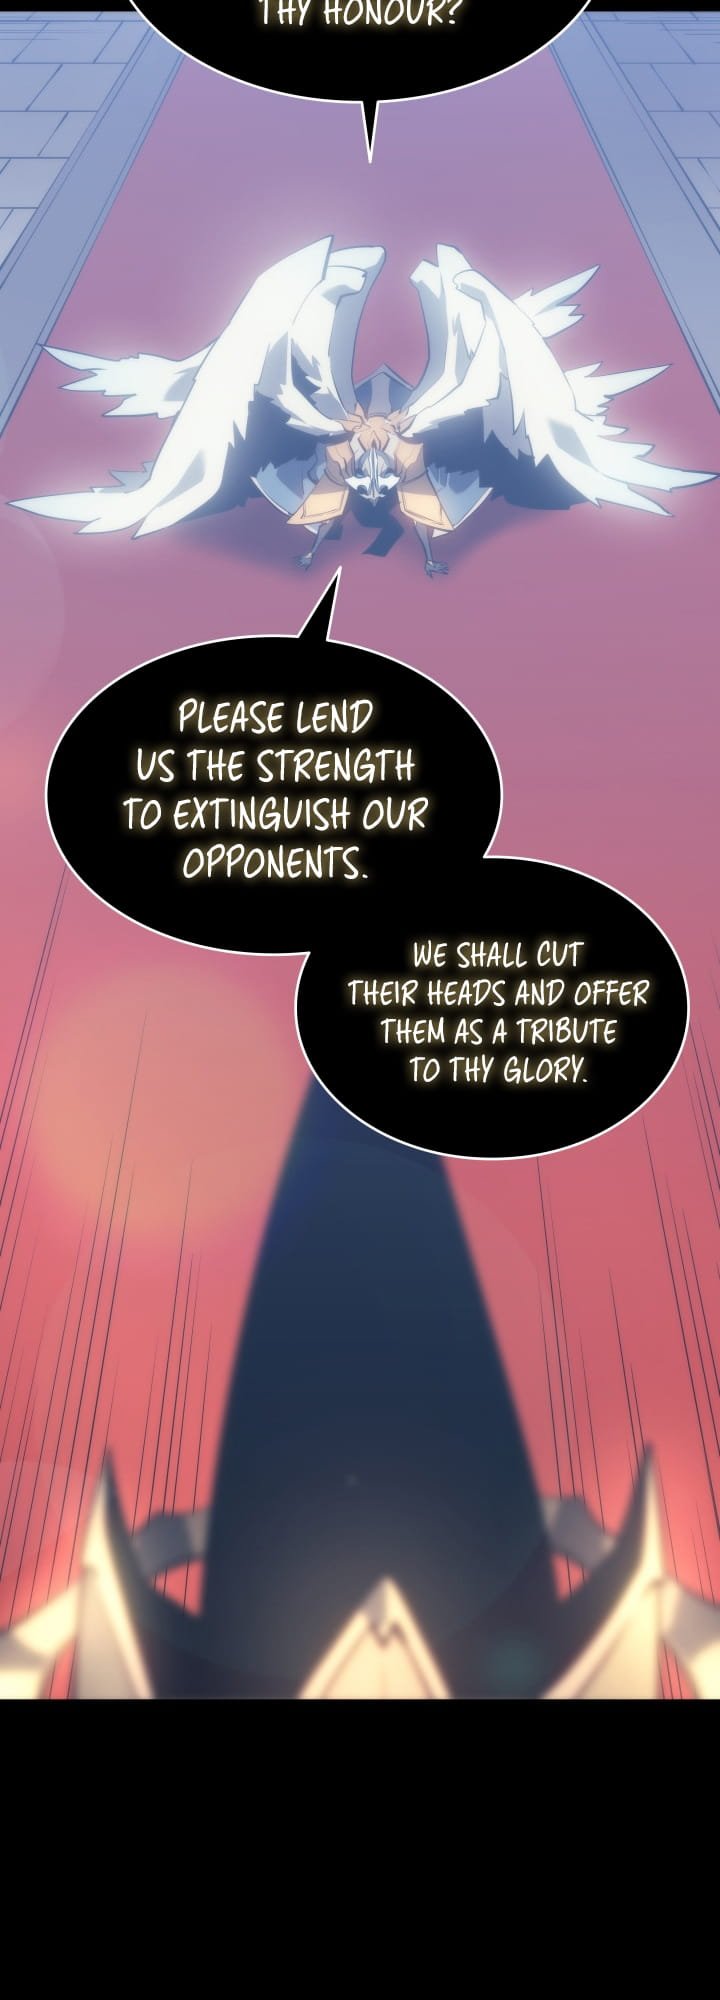 THY HONOUR?
PLEASE LEND
US THE STRENGTH
TO EXTINGUISH OUR
OPPONENTS.
WE SHALL CUT
THEIR HEADS AND OFFER
THEM AS A TRIBUTE
TO THY GLORY.